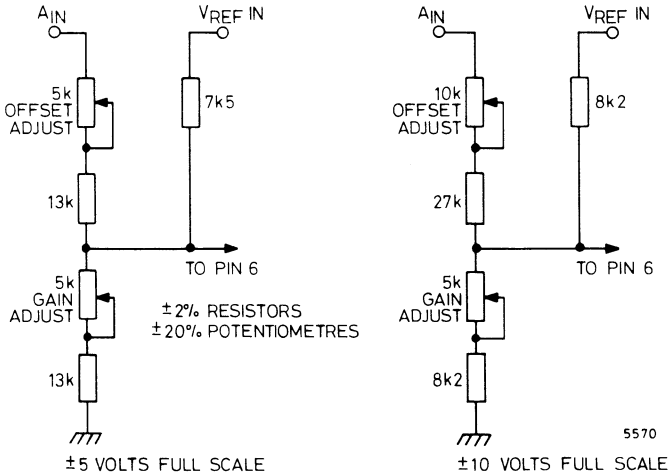 AIN
VREF IN
5k
OFFSET
ADJUST
7k5
13k
TO PIN 6
5k
GAIN
ADJUST
±2% RESISTORS
±20% POTENTIOMETRES
13k
±5 VOLTS FULL SCALE
AIN
VREF IN
10k
OFFSET
ADJUST
8k2
27k
TO PIN 6
5k
GAIN
ADJUST
8k2
5570
±10 VOLTS FULL SCALE